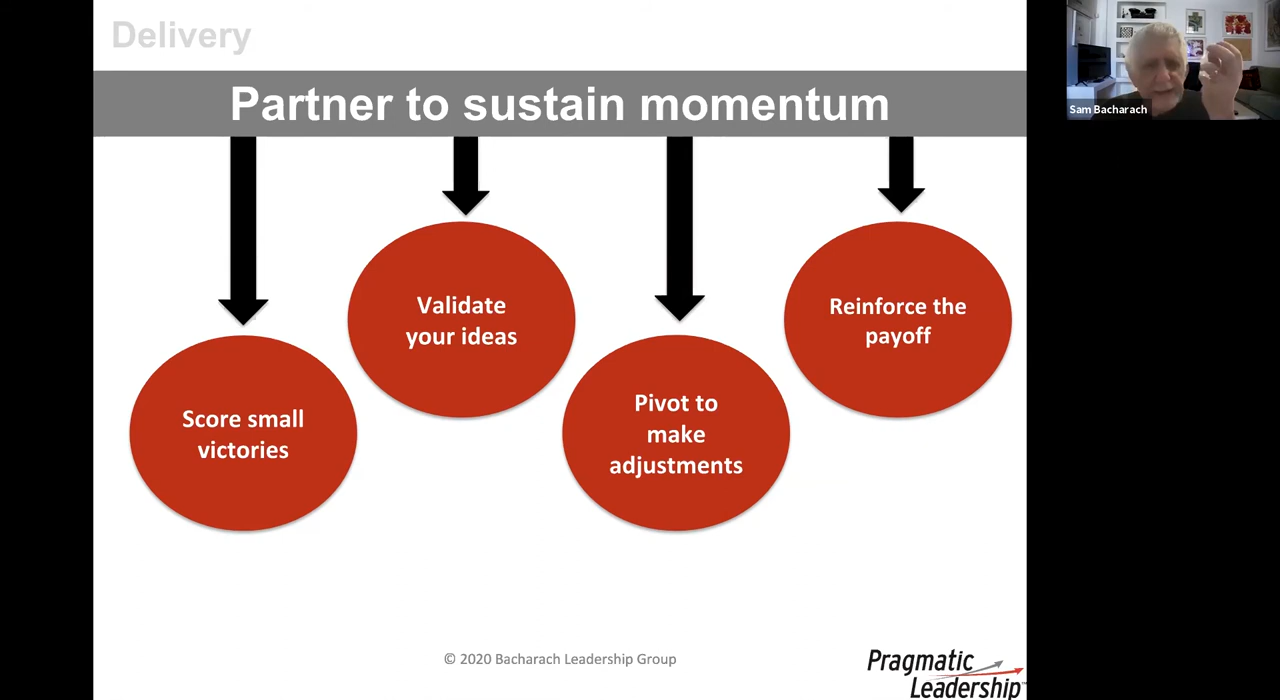 Delivery
Sam Bacharach
Partner to sustain momentum
Score small
victories
Validate
your ideas
Pivot to
make
adjustments
Reinforce the
payoff
© 2020 Bacharach Leadership Group
Pragmatic
Leadership™